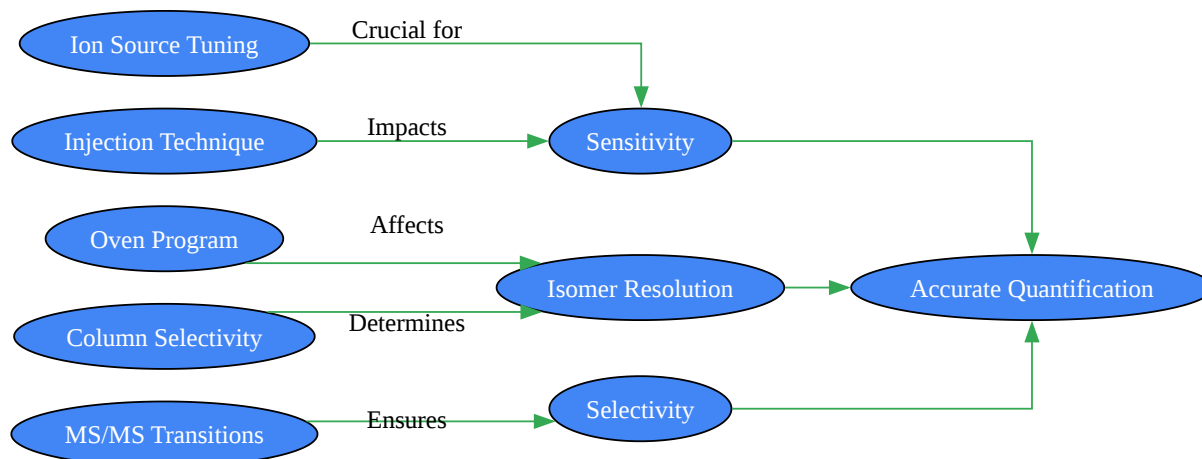 Ion Source Tuning
Crucial for
Injection Technique
Impacts
Sensitivity
Oven Program
Affects
Isomer Resolution
Accurate Quantification
Column Selectivity
Determines
MS/MS Transitions
Ensures
Selectivity